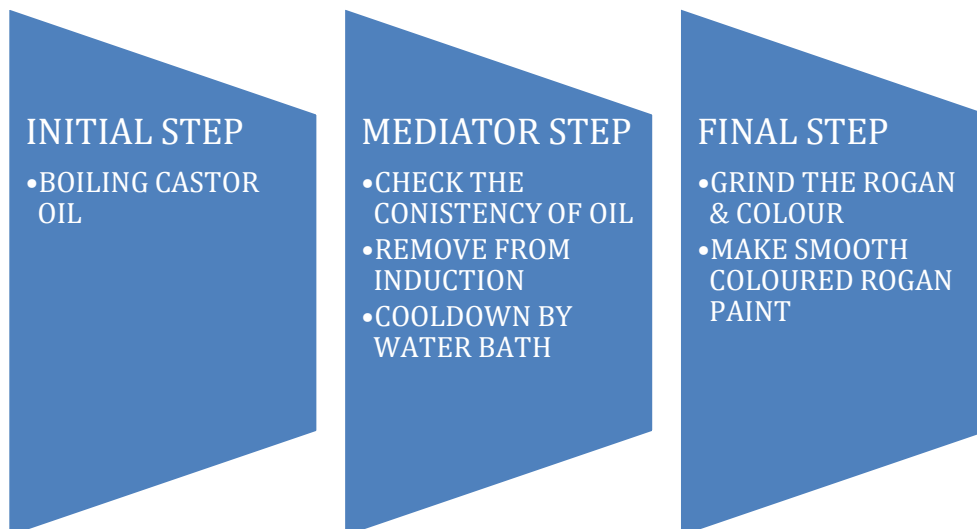 INITIAL STEP
•BOILING CASTOR
OIL
MEDIATOR STEP
•CHECK THE
CONISTENCY OF OIL
•REMOVE FROM
INDUCTION
•COOLDOWN BY
WATER BATH
FINAL STEP
•GRIND THE ROGAN
& COLOUR
•MAKE SMOOTH
COLOURED ROGAN
PAINT